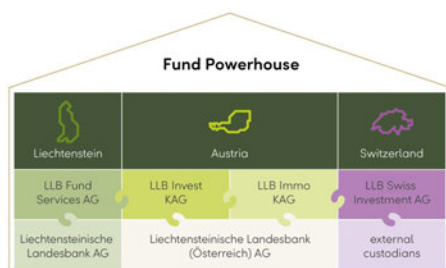 Fund Powerhouse
Liechtenstein
Austria
Switzerland
LLB Fund
Services AG
LLB Invest
KAG
LLB Immo
KAG
LLB Swiss
Investment AG
Liechtensteinische
Landesbank AG
Liechtensteinische Landesbank
(Österreich) AG
external
custodians